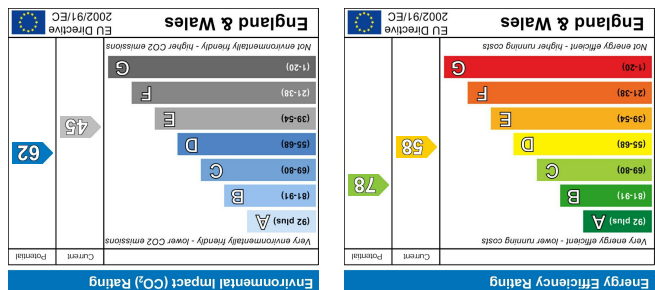 Energy Efficiency Rating
Current
Potential
Very energy efficient - lower running costs
(92 plus) A
(81-91) B
(69-80) C
(55-68) D
(39-54) E
(21-38) F
(1-20) G
Not energy efficient - higher running costs
58
78
England & Wales
EU Directive
2002/91/EC
Environmental Impact (CO₂) Rating
Current
Potential
Very environmentally friendly - lower CO2 emissions
(92 plus) A
(81-91) B
(69-80) C
(55-68) D
(39-54) E
(21-38) F
(1-20) G
Not environmentally friendly - higher CO2 emissions
45
62
England & Wales
EU Directive
2002/91/EC